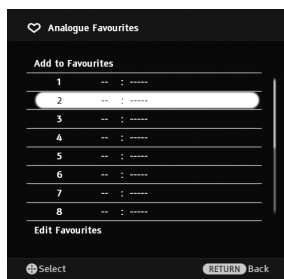 Analogue Favourites
Add to Favourites
1 -- : -----
2 -- : -----
3 -- : -----
4 -- : -----
5 -- : -----
6 -- : -----
7 -- : -----
8 -- : -----
Edit Favourites
Select RETURN Back